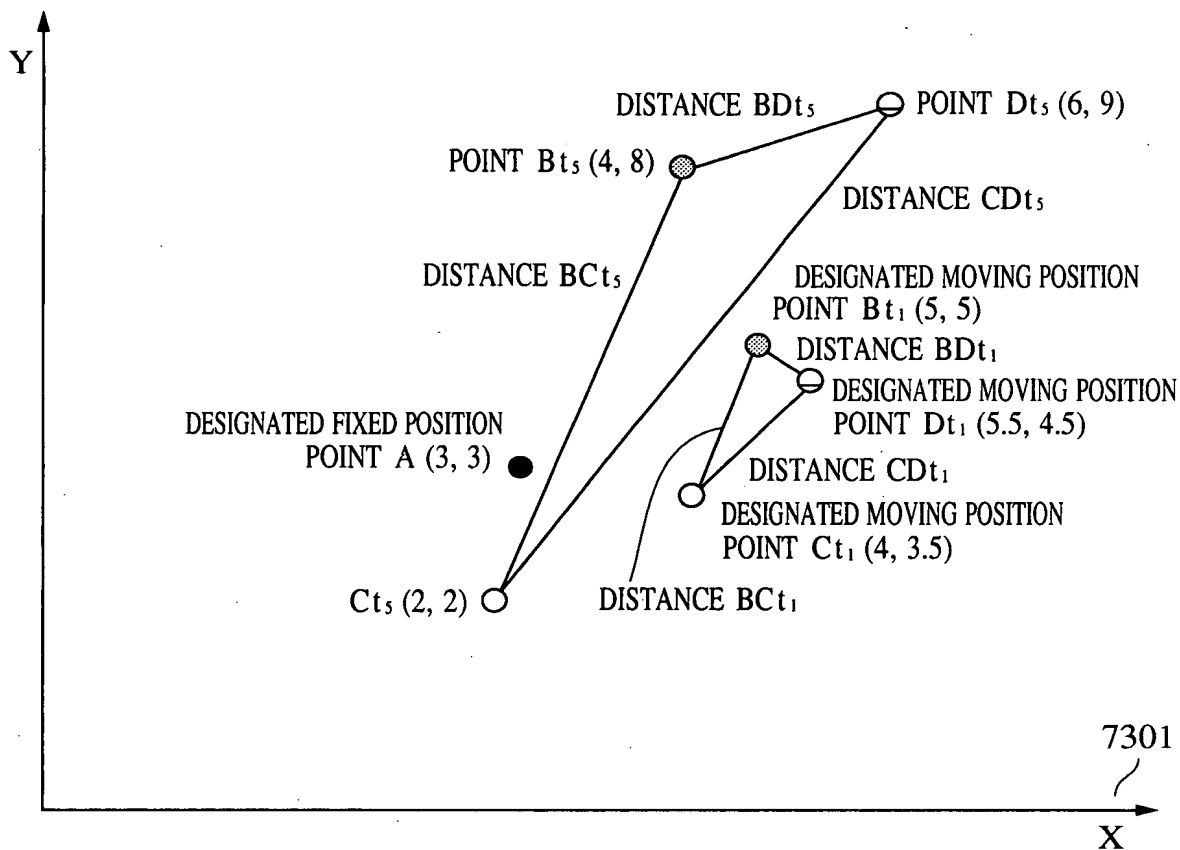 Y
DISTANCE BDt₅
POINT Dt₅ (6, 9)
POINT Bt₅ (4, 8)
DISTANCE CDt₅
DISTANCE BCt₅
DESIGNATED MOVING POSITION
POINT Bt₁ (5, 5)
DISTANCE BDt₁
DESIGNATED MOVING POSITION
POINT Dt₁ (5.5, 4.5)
DESIGNATED FIXED POSITION
POINT A (3, 3)
DISTANCE CDt₁
DESIGNATED MOVING POSITION
POINT Ct₁ (4, 3.5)
Ct₅ (2, 2)
DISTANCE BCt₁
7301
X